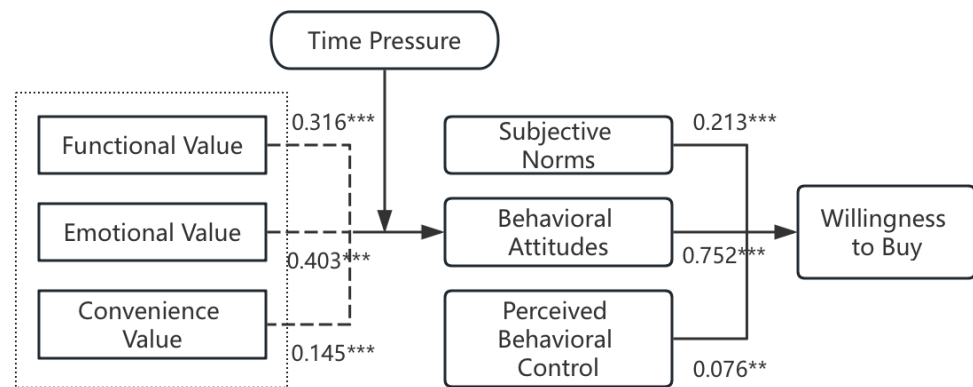 Time Pressure
0.316***
0.213***
Functional Value
Subjective
Norms
Emotional Value
Behavioral
Attitudes
Willingness
to Buy
0.403***
0.752***
Convenience
Value
Perceived
Behavioral
Control
0.145***
0.076**